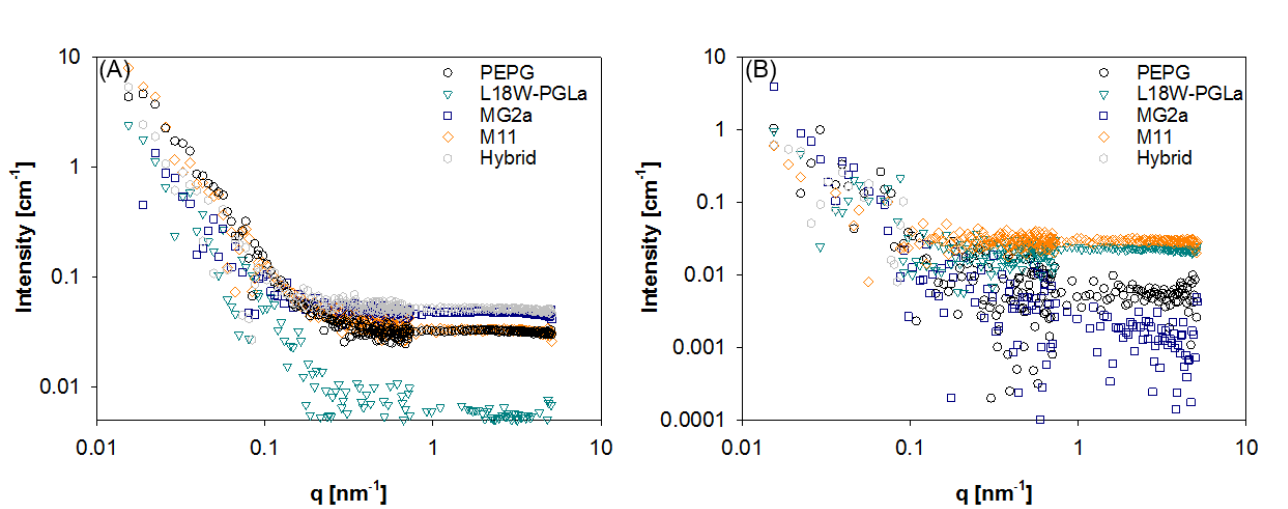 (A)
10
1
0.1
0.01
Intensity [cm⁻¹]
PEPG
L18W-PGLa
MG2a
M11
Hybrid
0.01 0.1 1 10
q [nm⁻¹]
(B)
10
1
0.1
0.01
0.001
0.0001
Intensity [cm⁻¹]
PEPG
L18W-PGLa
MG2a
M11
Hybrid
0.01 0.1 1 10
q [nm⁻¹]